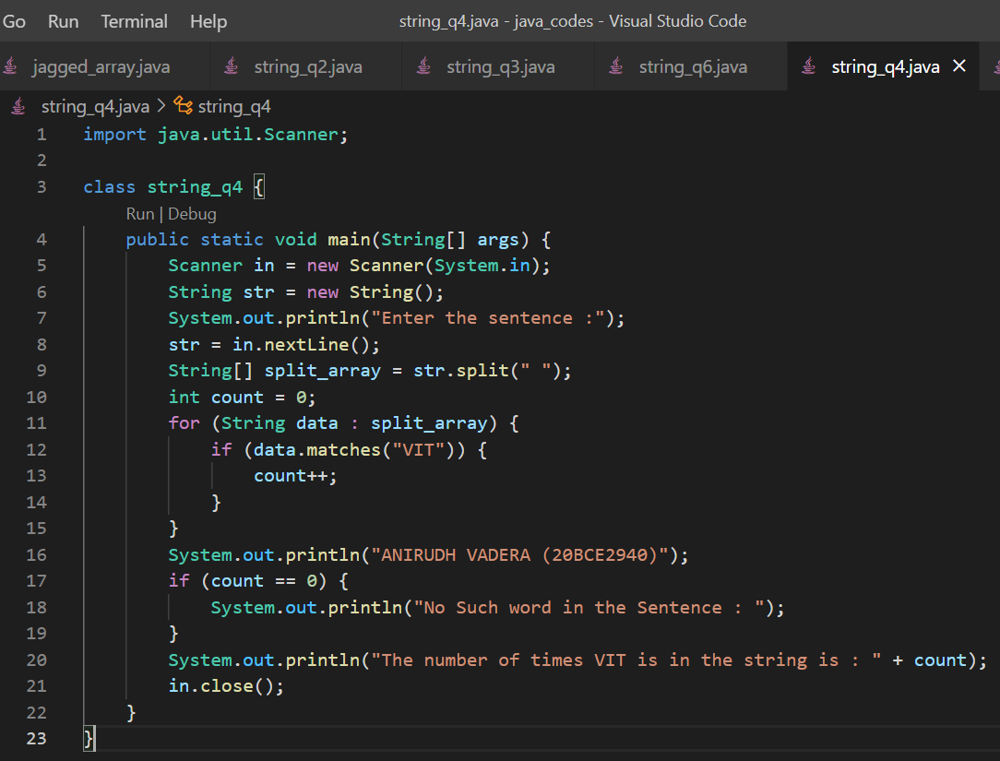 Go Run Terminal Help string_q4.java - java_codes - Visual Studio Code
jagged_array.java string_q2.java string_q3.java string_q6.java string_q4.java ×
string_q4.java > string_q4
1 import java.util.Scanner;
2
3 class string_q4 {
Run | Debug
4 public static void main(String[] args) {
5 Scanner in = new Scanner(System.in);
6 String str = new String();
7 System.out.println("Enter the sentence :");
8 str = in.nextLine();
9 String[] split_array = str.split(" ");
10 int count = 0;
11 for (String data : split_array) {
12 if (data.matches("VIT")) {
13 count++;
14 }
15 }
16 System.out.println("ANIRUDH VADERA (20BCE2940)");
17 if (count == 0) {
18 System.out.println("No Such word in the Sentence : ");
19 }
20 System.out.println("The number of times VIT is in the string is : " + count);
21 in.close();
22 }
23 }